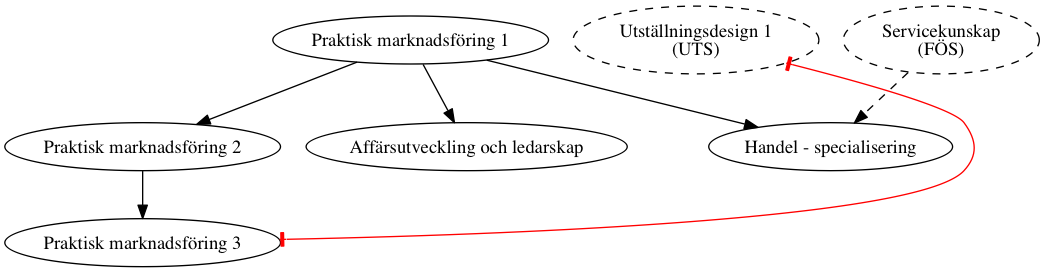 Praktisk marknadsföring 1
Utställningsdesign 1
(UTS)
Servicekunskap
(FÖS)
Praktisk marknadsföring 2
Affärsutveckling och ledarskap
Handel - specialisering
Praktisk marknadsföring 3